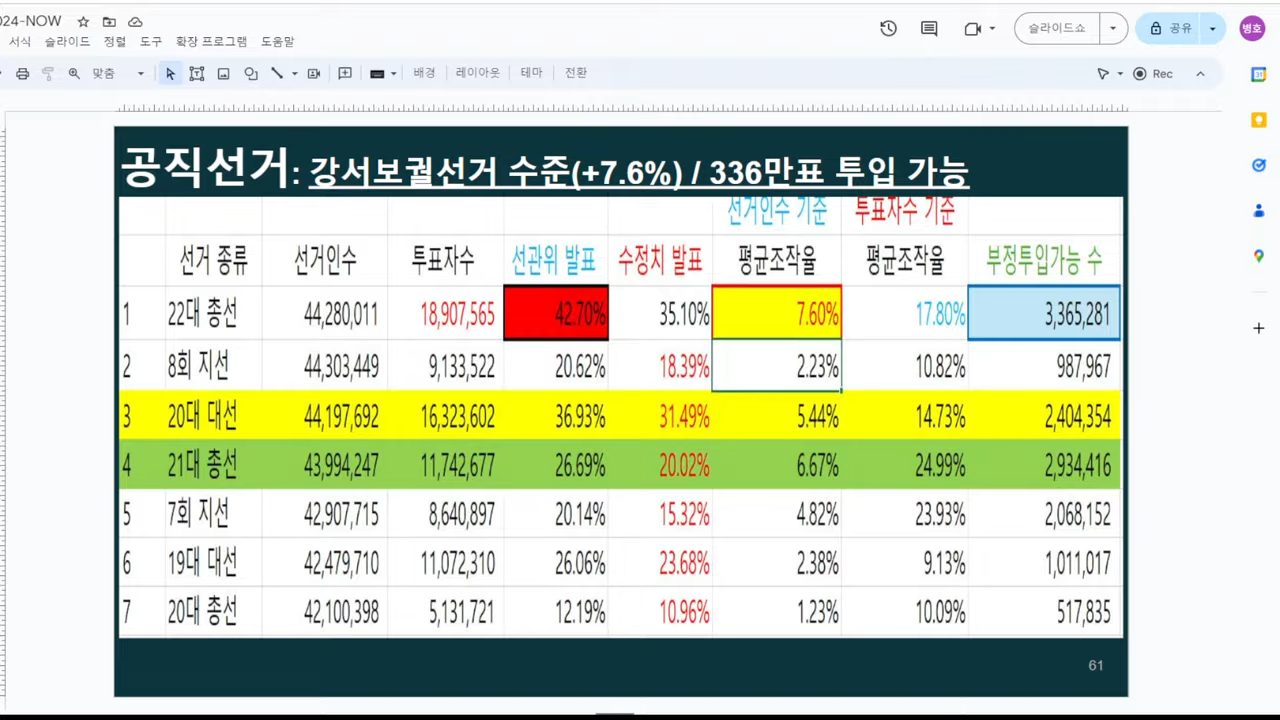 024-NOW
서식 슬라이드 정렬 도구 확장 프로그램 도움말
슬라이드쇼 공유 병호
맞춤 배경 레이아웃 테마 전환 Rec
31
공직선거: 강서보궐선거 수준(+7.6%) / 336만표 투입 가능
선거인수 기준 투표자수 기준
선거 종류 선거인수 투표자수 선관위 발표 수정치 발표 평균조작율 평균조작율 부정투입가능 수
1 22대 총선 44,280,011 18,907,565 42.70% 35.10% 7.60% 17.80% 3,365,281
2 8회 지선 44,303,449 9,133,522 20.62% 18.39% 2.23% 10.82% 987,967
3 20대 대선 44,197,692 16,323,602 36.93% 31.49% 5.44% 14.73% 2,404,354
4 21대 총선 43,994,247 11,742,677 26.69% 20.02% 6.67% 24.99% 2,934,416
5 7회 지선 42,907,715 8,640,897 20.14% 15.32% 4.82% 23.93% 2,068,152
6 19대 대선 42,479,710 11,072,310 26.06% 23.68% 2.38% 9.13% 1,011,017
7 20대 총선 42,100,398 5,131,721 12.19% 10.96% 1.23% 10.09% 517,835
61